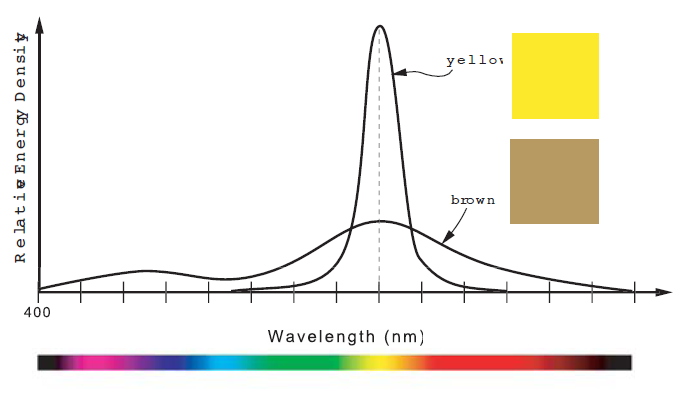 Relative Energy Density
yellow
brown
400
Wavelength (nm)